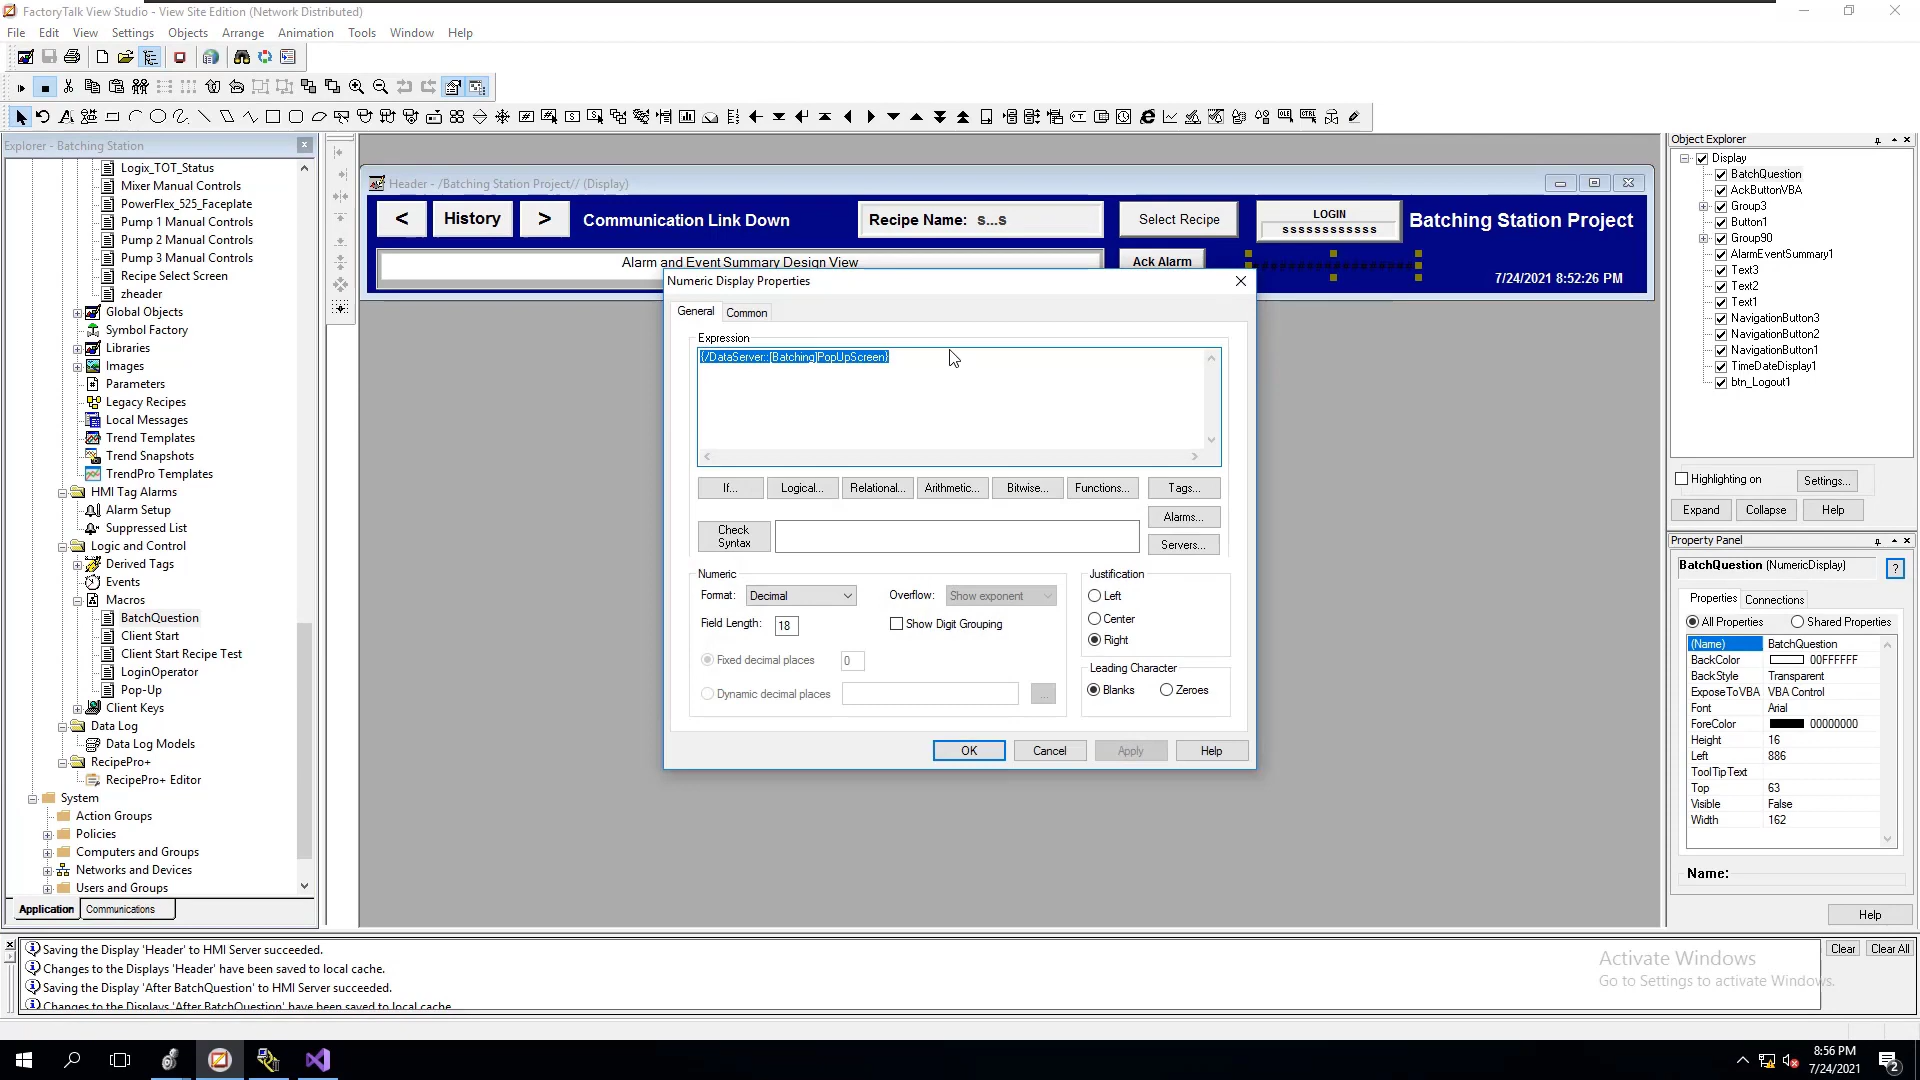 FactoryTalk View Studio - View Site Edition (Network Distributed)
File Edit View Settings Objects Arrange Animation Tools Window Help
Explorer - Batching Station
Logix_TOT_Status
Mixer Manual Controls
PowerFlex_525_Faceplate
Pump 1 Manual Controls
Pump 2 Manual Controls
Pump 3 Manual Controls
Recipe Select Screen
zheader
Global Objects
Symbol Factory
Libraries
Images
Parameters
Legacy Recipes
Local Messages
Trend Templates
Trend Snapshots
TrendPro Templates
HMI Tag Alarms
Alarm Setup
Suppressed List
Logic and Control
Derived Tags
Events
Macros
BatchQuestion
Client Start
Client Start Recipe Test
LoginOperator
Pop-Up
Client Keys
Data Log
Data Log Models
RecipePro+
RecipePro+ Editor
System
Action Groups
Policies
Computers and Groups
Networks and Devices
Users and Groups
Application Communications
Header - /Batching Station Project// (Display)
< History > Communication Link Down Recipe Name: s...s Select Recipe LOGIN ssssssssssss Batching Station Project
Alarm and Event Summary Design View Ack Alarm
7/24/2021 8:52:26 PM
Numeric Display Properties
General Common
Expression
{/DataServer::[Batching]PopUpScreen}
If... Logical... Relational... Arithmetic... Bitwise... Functions... Tags...
Alarms...
Check Syntax
Servers...
Numeric
Format: Decimal Overflow: Show exponent
Field Length: 18 Show Digit Grouping
Fixed decimal places 0
Dynamic decimal places ...
Justification
Left
Center
Right
Leading Character
Blanks Zeroes
OK Cancel Apply Help
Object Explorer
Display
BatchQuestion
AckButtonVBA
Group3
Button1
Group90
AlarmEventSummary1
Text3
Text2
Text1
NavigationButton3
NavigationButton2
NavigationButton1
TimeDateDisplay1
btn_Logout1
Highlighting on Settings...
Expand Collapse Help
Property Panel
BatchQuestion (NumericDisplay) ?
Properties Connections
All Properties Shared Properties
(Name) BatchQuestion
BackColor 00FFFFFF
BackStyle Transparent
ExposeToVBA VBA Control
Font Arial
ForeColor 00000000
Height 16
Left 886
ToolTipText
Top 63
Visible False
Width 162
Name:
Help
Saving the Display 'Header' to HMI Server succeeded.
Changes to the Displays 'Header' have been saved to local cache.
Saving the Display 'After BatchQuestion' to HMI Server succeeded.
Changes to the Displays 'After BatchQuestion' have been saved to local cache
Clear Clear All
Activate Windows
Go to Settings to activate Windows.
8:56 PM
7/24/2021
2